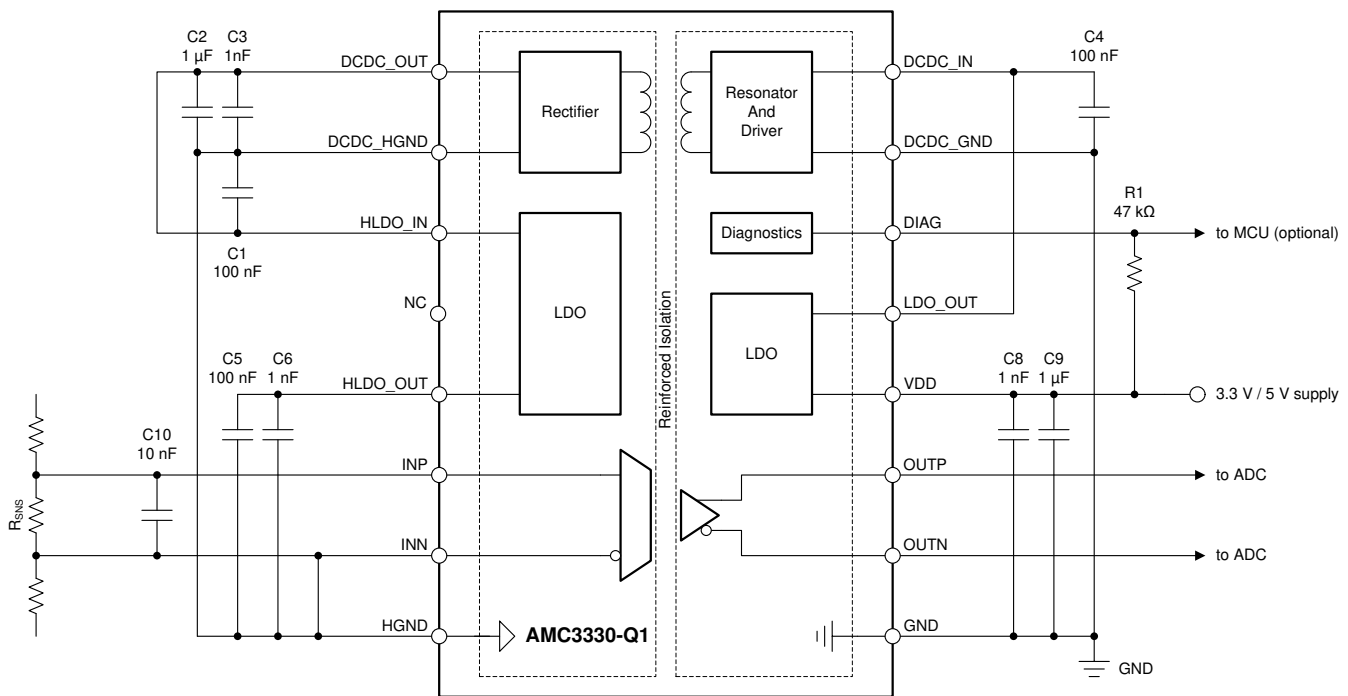 C2
1 µF
C3
1nF
DCDC_OUT
DCDC_HGND
HLDO_IN
C1
100 nF
NC
C5
100 nF
C6
1 nF
HLDO_OUT
C10
10 nF
INP
R_SNS
INN
HGND
Rectifier
LDO
Reinforced Isolation
AMC3330-Q1
Resonator
And
Driver
Diagnostics
LDO
DCDC_IN
C4
100 nF
DCDC_GND
R1
47 kΩ
DIAG
to MCU (optional)
LDO_OUT
C8
1 nF
C9
1 µF
VDD
3.3 V / 5 V supply
OUTP
to ADC
OUTN
to ADC
GND
GND